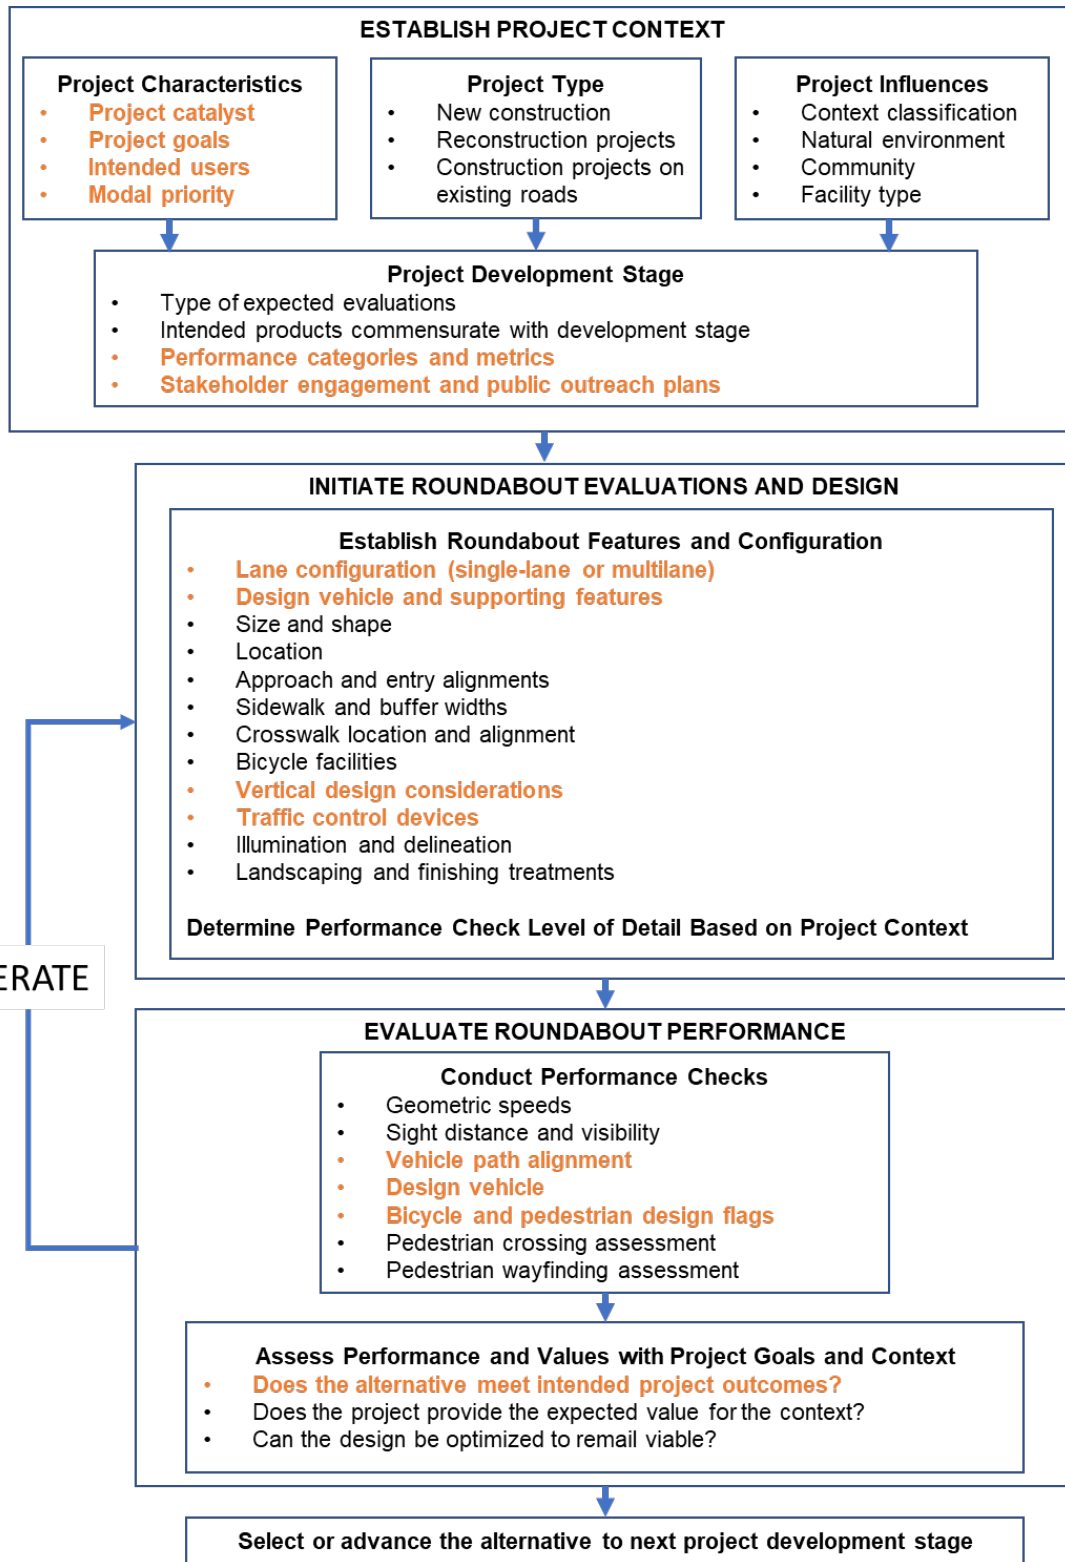 ESTABLISH PROJECT CONTEXT
Project Characteristics
• Project catalyst
• Project goals
• Intended users
• Modal priority
Project Type
• New construction
• Reconstruction projects
• Construction projects on
existing roads
Project Influences
• Context classification
• Natural environment
• Community
• Facility type
Project Development Stage
• Type of expected evaluations
• Intended products commensurate with development stage
• Performance categories and metrics
• Stakeholder engagement and public outreach plans
INITIATE ROUNDABOUT EVALUATIONS AND DESIGN
Establish Roundabout Features and Configuration
• Lane configuration (single-lane or multilane)
• Design vehicle and supporting features
• Size and shape
• Location
• Approach and entry alignments
• Sidewalk and buffer widths
• Crosswalk location and alignment
• Bicycle facilities
• Vertical design considerations
• Traffic control devices
• Illumination and delineation
• Landscaping and finishing treatments
Determine Performance Check Level of Detail Based on Project Context
ERATE
EVALUATE ROUNDABOUT PERFORMANCE
Conduct Performance Checks
• Geometric speeds
• Sight distance and visibility
• Vehicle path alignment
• Design vehicle
• Bicycle and pedestrian design flags
• Pedestrian crossing assessment
• Pedestrian wayfinding assessment
Assess Performance and Values with Project Goals and Context
• Does the alternative meet intended project outcomes?
• Does the project provide the expected value for the context?
• Can the design be optimized to remail viable?
Select or advance the alternative to next project development stage